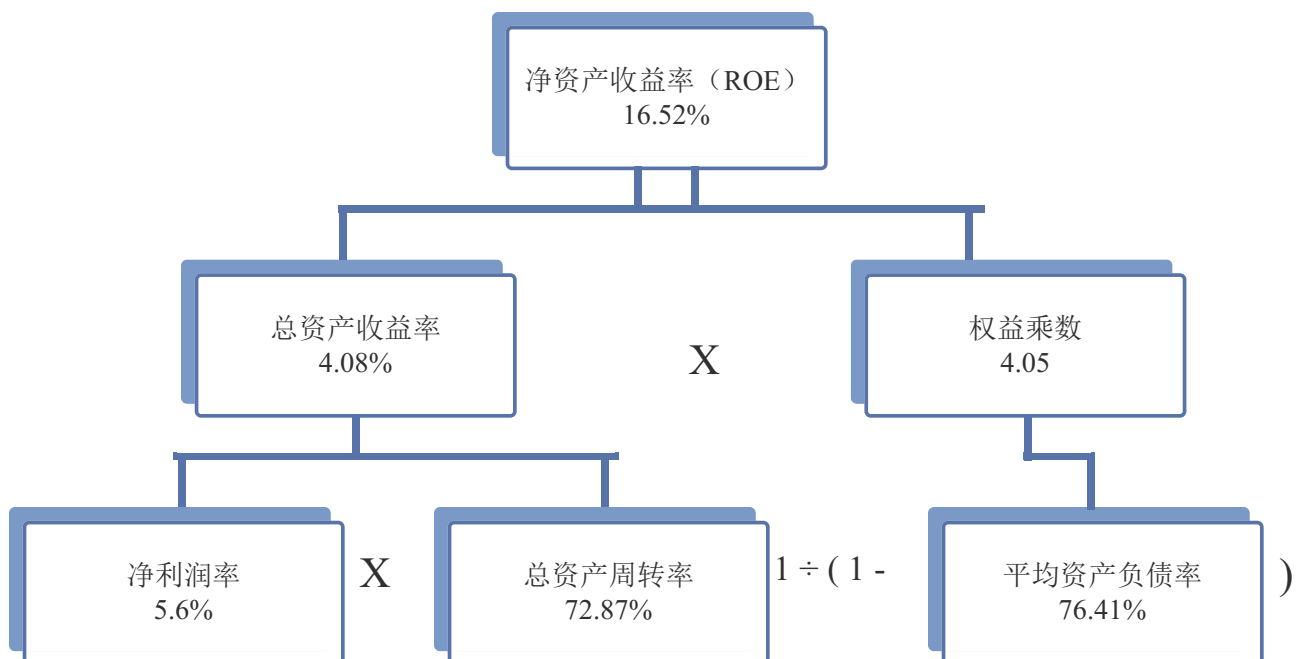 净资产收益率（ROE）
16.52%
总资产收益率
4.08%
X
权益乘数
4.05
净利润率
5.6%
X
总资产周转率
72.87%
1 ÷ ( 1 -
平均资产负债率
76.41%
)